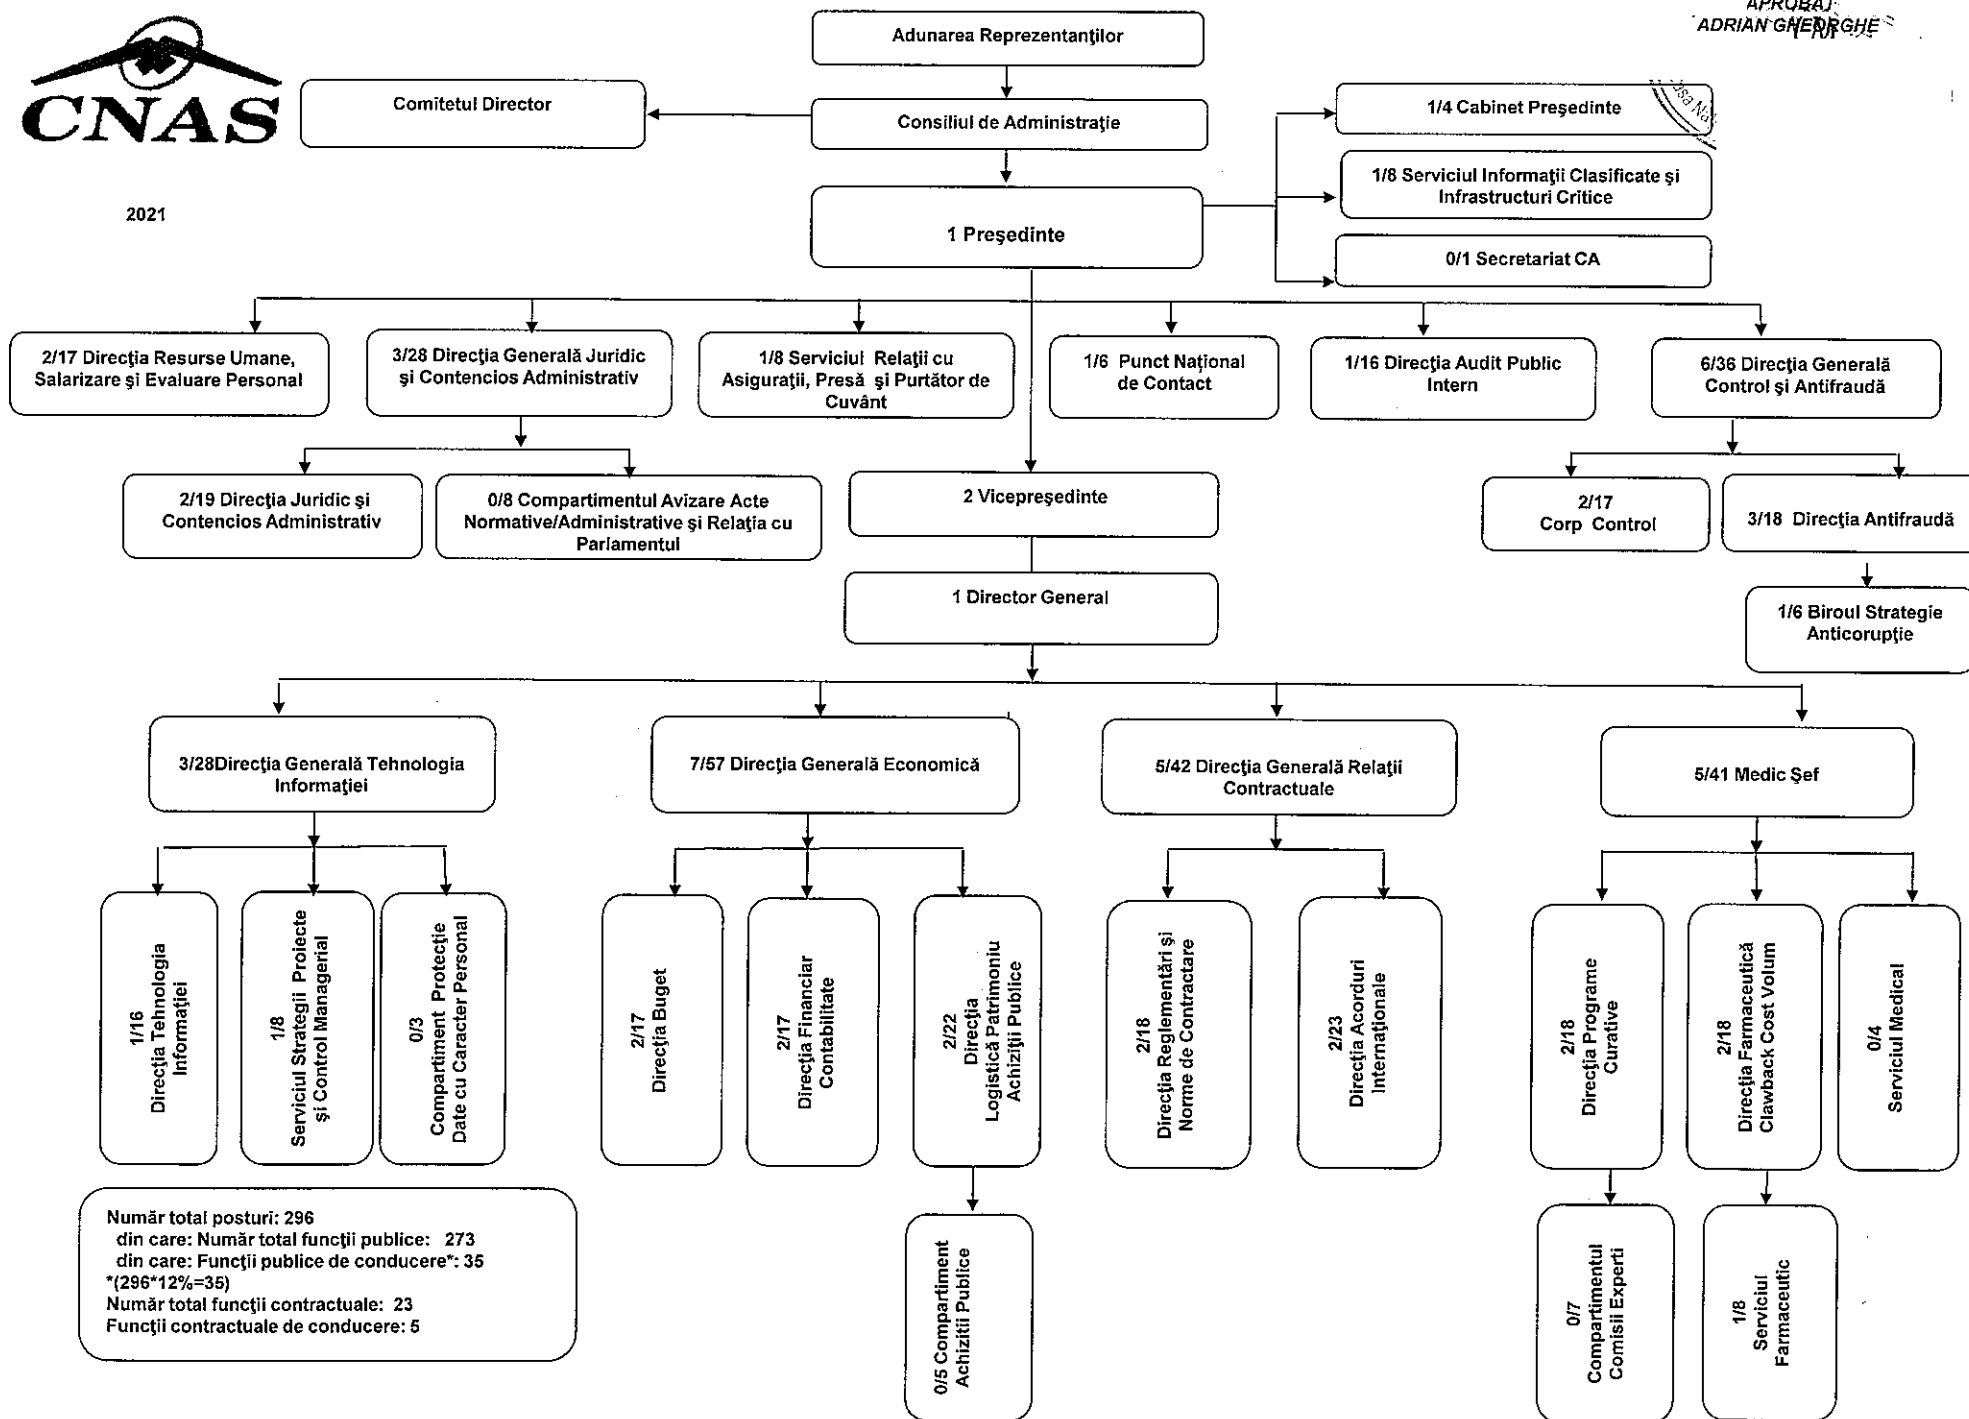 APROBAT
ADRIAN GHEORGHE
CNAS
2021
Adunarea Reprezentanţilor
Comitetul Director
Consiliul de Administraţie
1 Preşedinte
1/4 Cabinet Preşedinte
1/8 Serviciul Informaţii Clasificate şi
Infrastructuri Critice
0/1 Secretariat CA
2/17 Direcţia Resurse Umane,
Salarizare şi Evaluare Personal
3/28 Direcţia Generală Juridic
şi Contencios Administrativ
1/8 Serviciul Relaţii cu
Asiguraţii, Presă şi Purtător de
Cuvânt
1/6 Punct Naţional
de Contact
1/16 Direcţia Audit Public
Intern
6/36 Direcţia Generală
Control şi Antifraudă
2/19 Direcţia Juridic şi
Contencios Administrativ
0/8 Compartimentul Avizare Acte
Normative/Administrative şi Relaţia cu
Parlamentul
2 Vicepreşedinte
2/17
Corp Control
3/18 Direcţia Antifraudă
1 Director General
1/6 Biroul Strategie
Anticorupţie
3/28Direcţia Generală Tehnologia
Informaţiei
7/57 Direcţia Generală Economică
5/42 Direcţia Generală Relaţii
Contractuale
5/41 Medic Şef
1/16
Direcţia Tehnologia
Informaţiei
1/8
Serviciul Strategii Proiecte
şi Control Managerial
0/3
Compartiment Protecţie
Date cu Caracter Personal
2/17
Direcţia Buget
2/17
Direcţia Financiar
Contabilitate
2/22
Direcţia
Logistică Patrimoniu
Achiziţii Publice
2/18
Direcţia Reglementări şi
Norme de Contractare
2/23
Direcţia Acorduri
Internaţionale
2/18
Direcţia Programe
Curative
2/18
Direcţia Farmaceutică
Clawback Cost Volum
0/4
Serviciul Medical
0/5 Compartiment
Achizitii Publice
0/7
Compartimentul
Comisii Experti
1/8
Serviciul
Farmaceutic
Număr total posturi: 296
din care: Număr total funcţii publice: 273
din care: Funcţii publice de conducere*: 35
*(296*12%=35)
Număr total funcţii contractuale: 23
Funcţii contractuale de conducere: 5